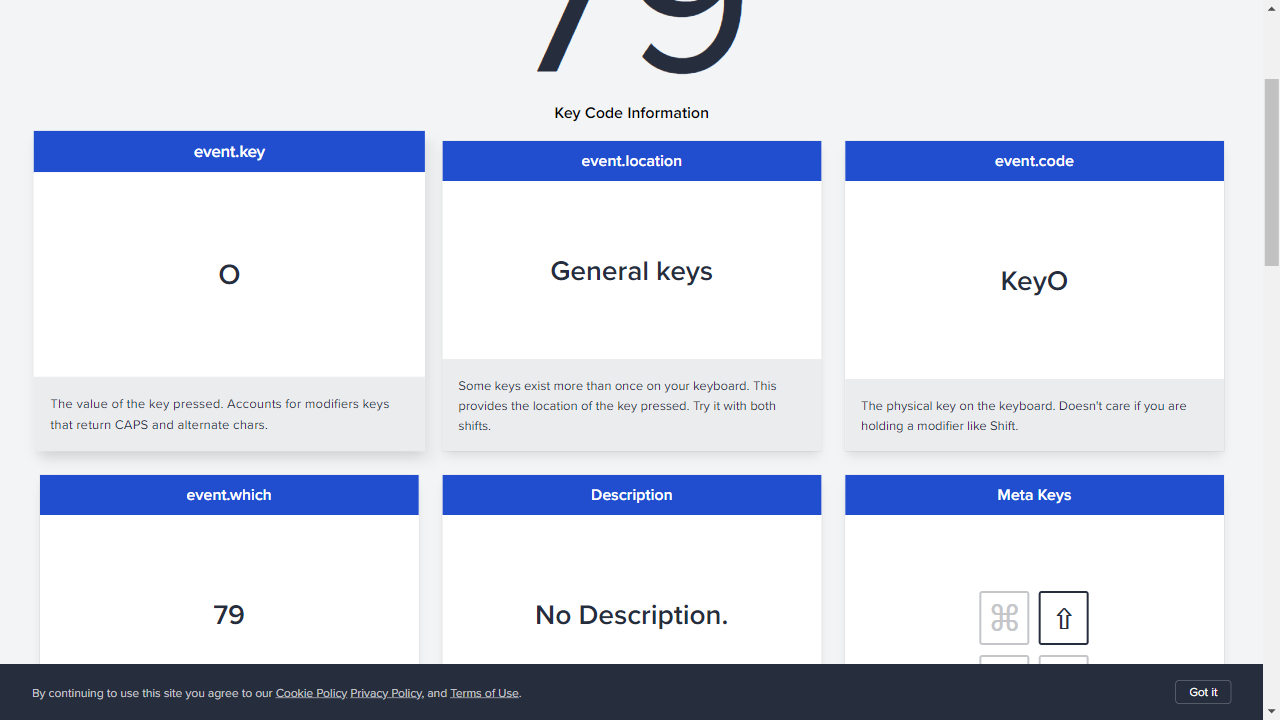 79
Key Code Information
event.key
O
The value of the key pressed. Accounts for modifiers keys
that return CAPS and alternate chars.
event.location
General keys
Some keys exist more than once on your keyboard. This
provides the location of the key pressed. Try it with both
shifts.
event.code
KeyO
The physical key on the keyboard. Doesn't care if you are
holding a modifier like Shift.
event.which
79
Description
No Description.
Meta Keys
⌘ ⇧
By continuing to use this site you agree to our Cookie Policy Privacy Policy, and Terms of Use.
Got it